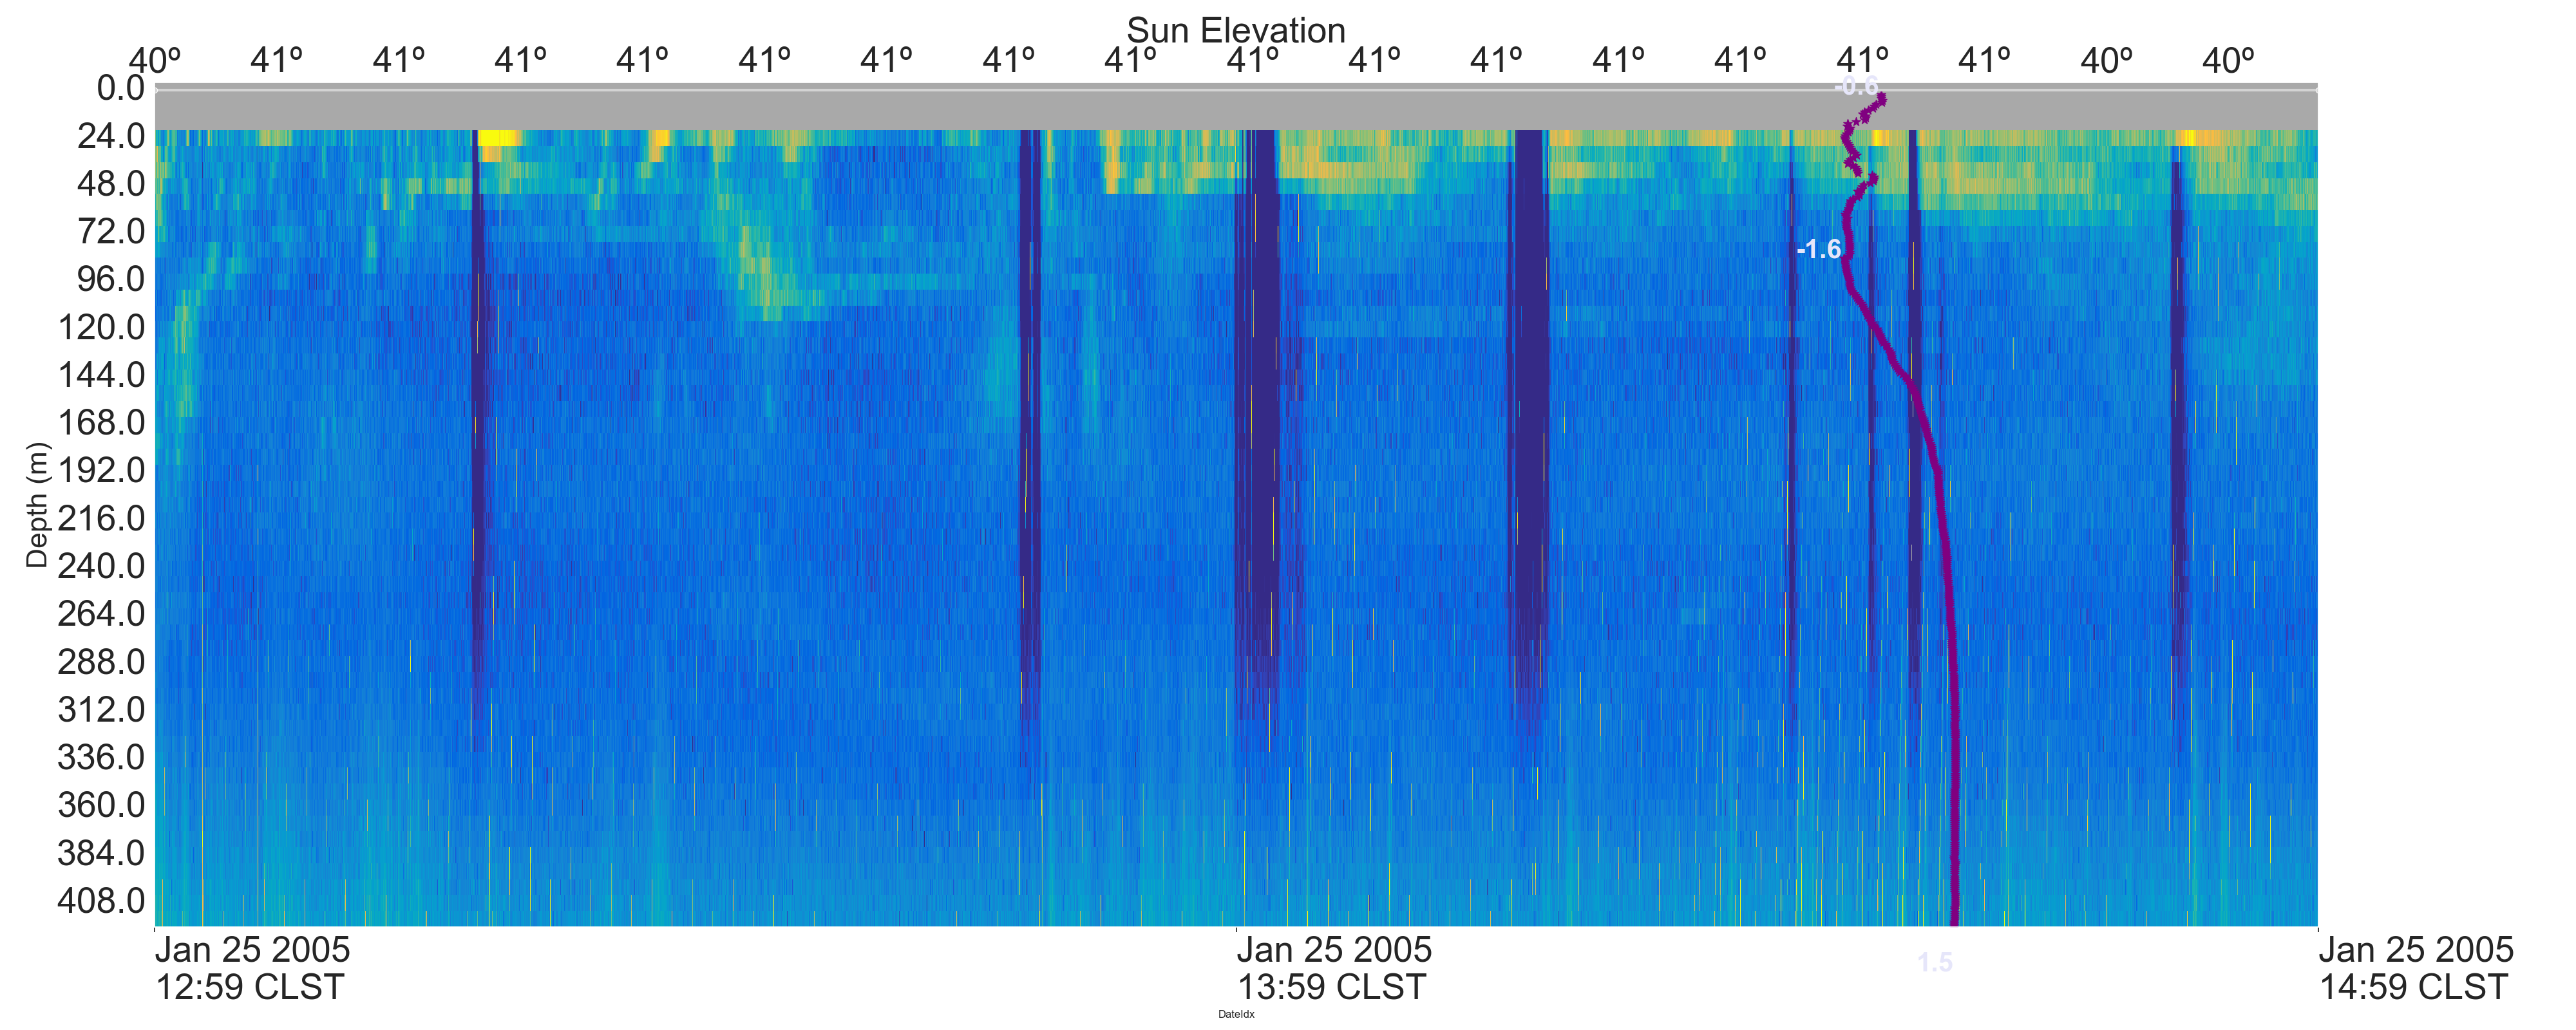 Sun Elevation
40º 41º 41º 41º 41º 41º 41º 41º 41º 41º 41º 41º 41º 41º 41º 41º 40º 40º
-0.6
0.0
24.0
48.0
72.0
-1.6
96.0
120.0
144.0
168.0
192.0
216.0
240.0
264.0
288.0
312.0
336.0
360.0
384.0
408.0
Depth (m)
Jan 25 2005
12:59 CLST
Jan 25 2005
13:59 CLST
1.5
Jan 25 2005
14:59 CLST
DateIdx